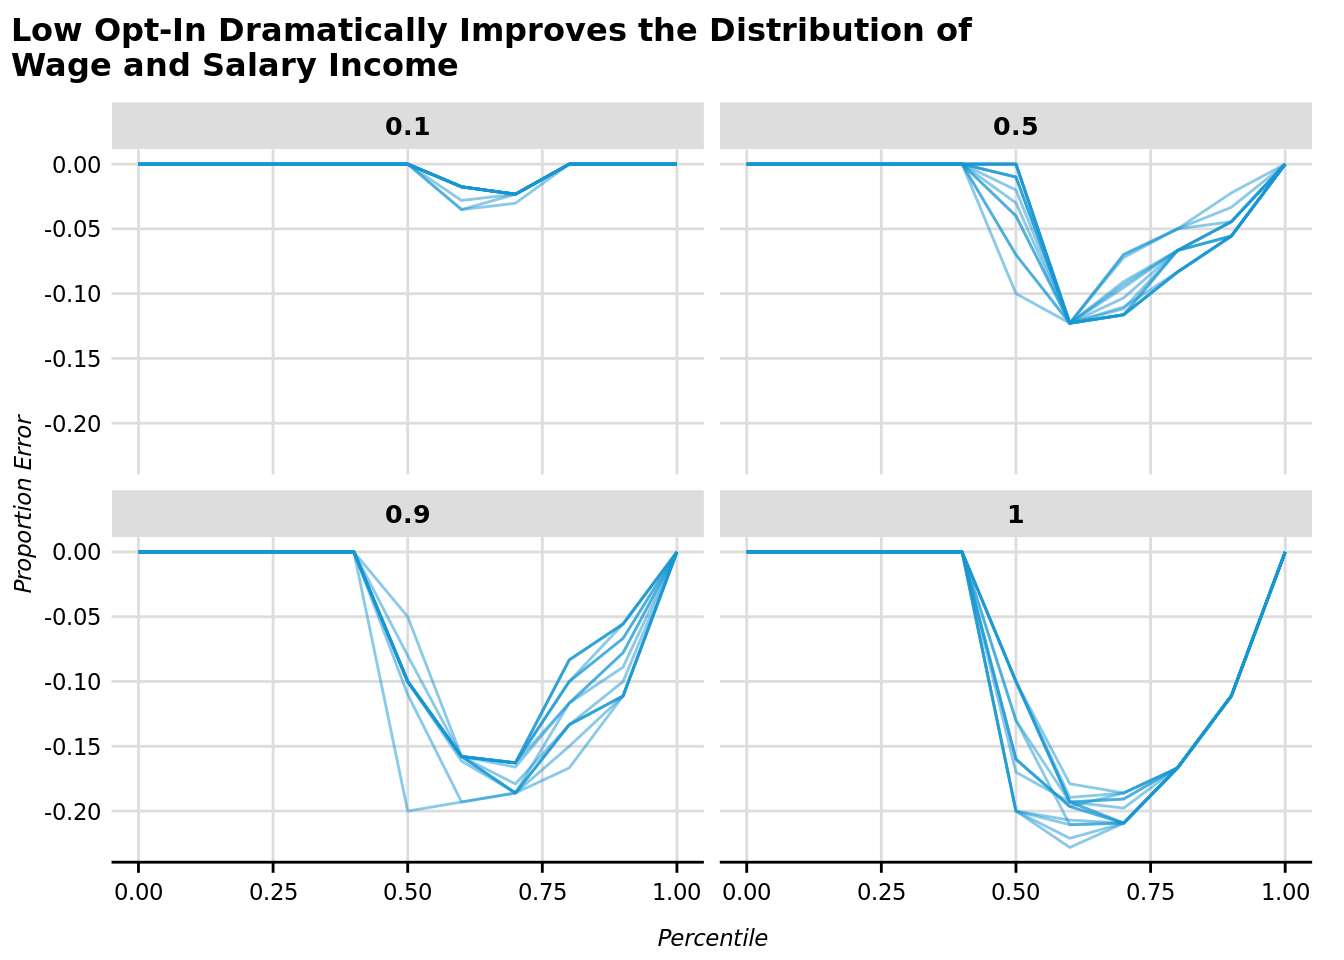 Low Opt-In Dramatically Improves the Distribution of
Wage and Salary Income
0.1
0.5
0.00
-0.05
-0.10
-0.15
-0.20
Proportion Error
0.9
1
0.00
-0.05
-0.10
-0.15
-0.20
0.00 0.25 0.50 0.75 1.00
0.00 0.25 0.50 0.75 1.00
Percentile